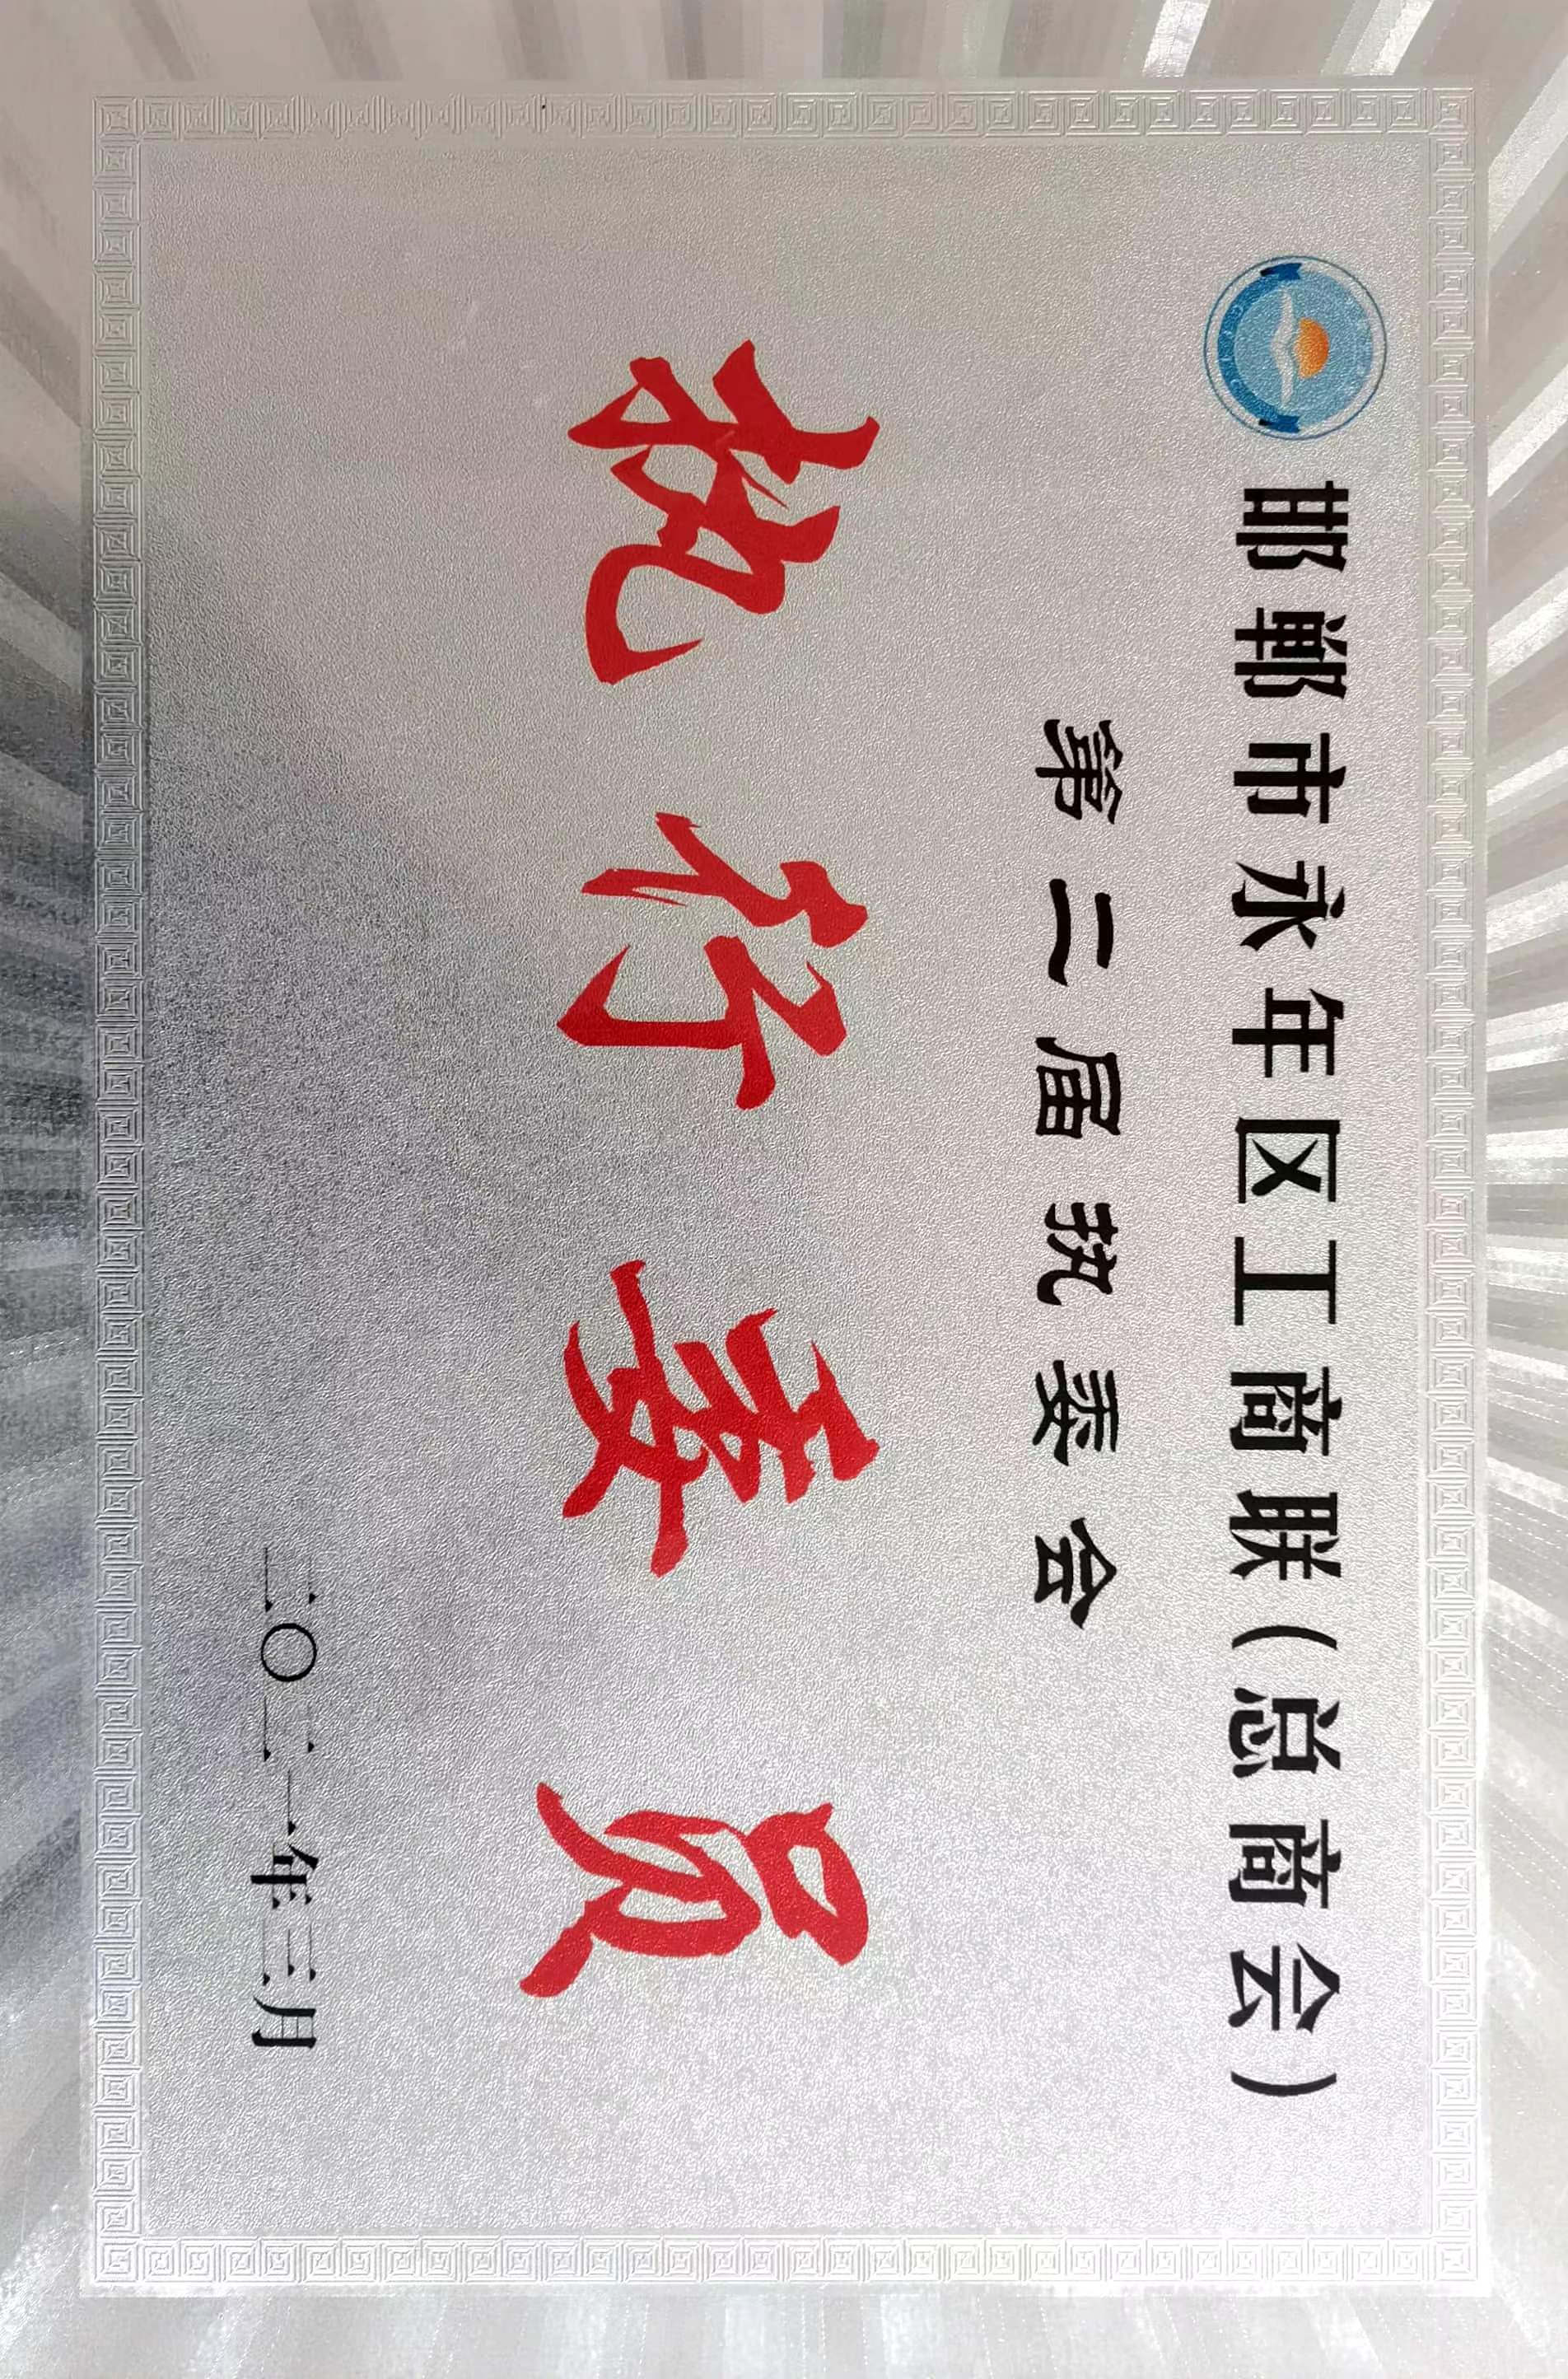 邯郸市永年区工商联(总商会)
第二届执委会
执行委员
二〇二一年三月